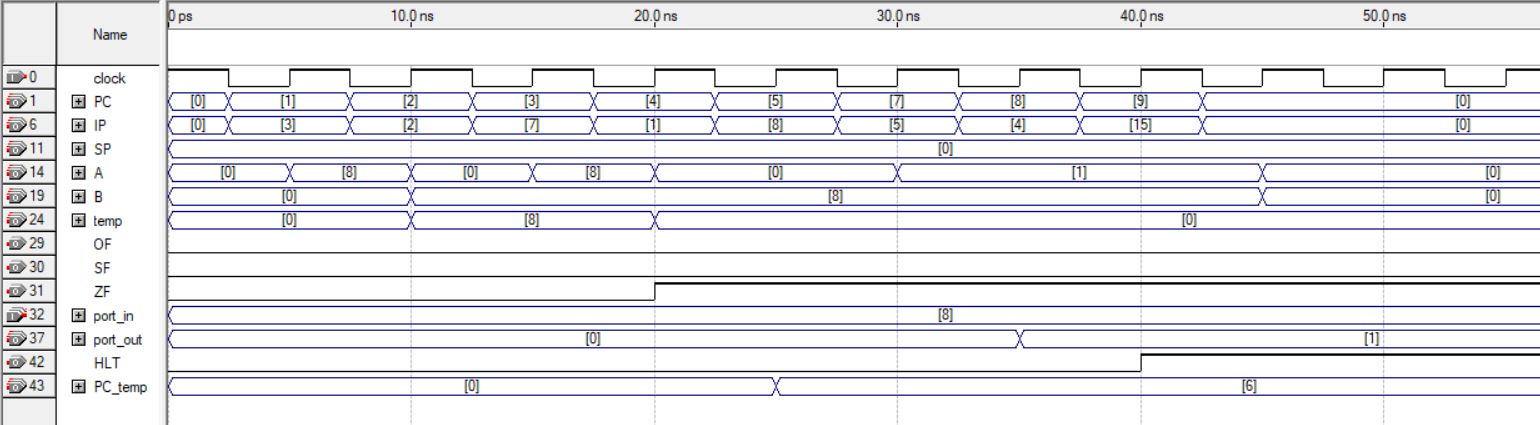 0 ps 10.0 ns 20.0 ns 30.0 ns 40.0 ns 50.0 ns
Name
0 clock
1 PC [0] [1] [2] [3] [4] [5] [7] [8] [9] [0]
6 IP [0] [3] [2] [7] [1] [8] [5] [4] [15] [0]
11 SP [0]
14 A [0] [8] [0] [8] [0] [1] [0]
19 B [0] [8] [0]
24 temp [0] [8] [0]
29 OF
30 SF
31 ZF
32 port_in [8]
37 port_out [0] [1]
42 HLT
43 PC_temp [0] [6]